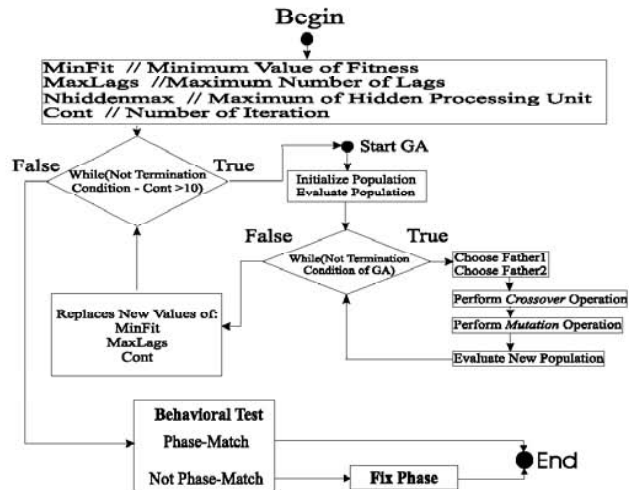 Begin
MinFit // Minimum Value of Fitness
MaxLags //Maximum Number of Lags
Nhiddenmax // Maximum of Hidden Processing Unit
Cont // Number of Iteration
False
True
While(Not Termination
Condition - Cont >10)
Start GA
Initialize Population
Evaluate Population
False
True
While(Not Termination
Condition of GA)
Choose Father1
Choose Father2
Perform Crossover Operation
Perform Mutation Operation
Evaluate New Population
Replaces New Values of:
MinFit
MaxLags
Cont
Behavioral Test
Phase-Match
Not Phase-Match
Fix Phase
End